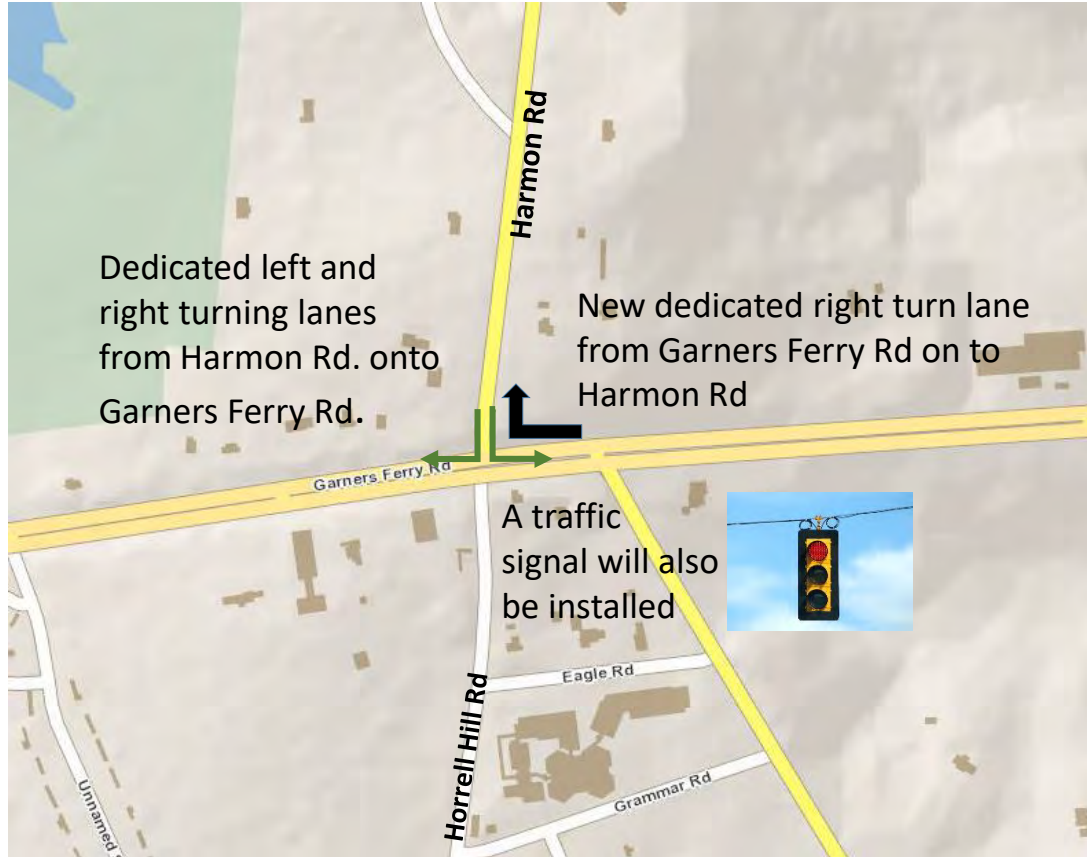 Harmon Rd
Dedicated left and
right turning lanes
from Harmon Rd. onto
Garners Ferry Rd.
New dedicated right turn lane
from Garners Ferry Rd on to
Harmon Rd
Garners Ferry Rd
A traffic
signal will also
be installed
Eagle Rd
Horrell Hill Rd
Grammar Rd
Unnamed S